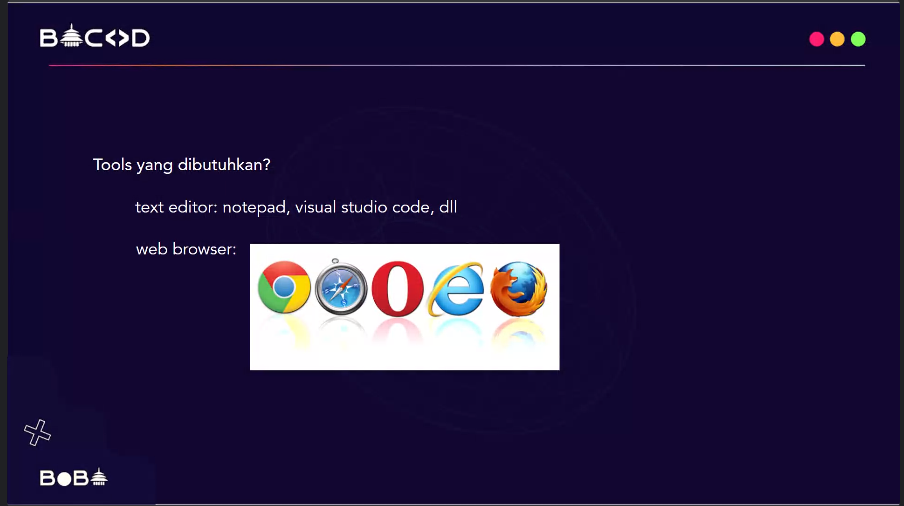 BACOD
Tools yang dibutuhkan?
text editor: notepad, visual studio code, dll
web browser:
BOBA